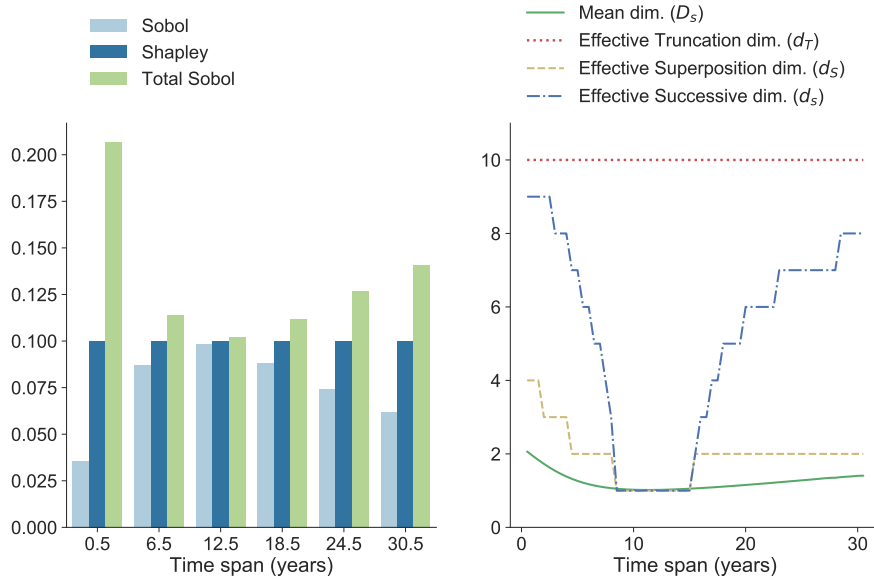 Sobol
Shapley
Total Sobol
0.200
0.175
0.150
0.125
0.100
0.075
0.050
0.025
0.000
0.5 6.5 12.5 18.5 24.5 30.5
Time span (years)
Mean dim. (Dₛ)
Effective Truncation dim. (d_T)
Effective Superposition dim. (d_S)
Effective Successive dim. (dₛ)
10
8
6
4
2
0
0 10 20 30
Time span (years)